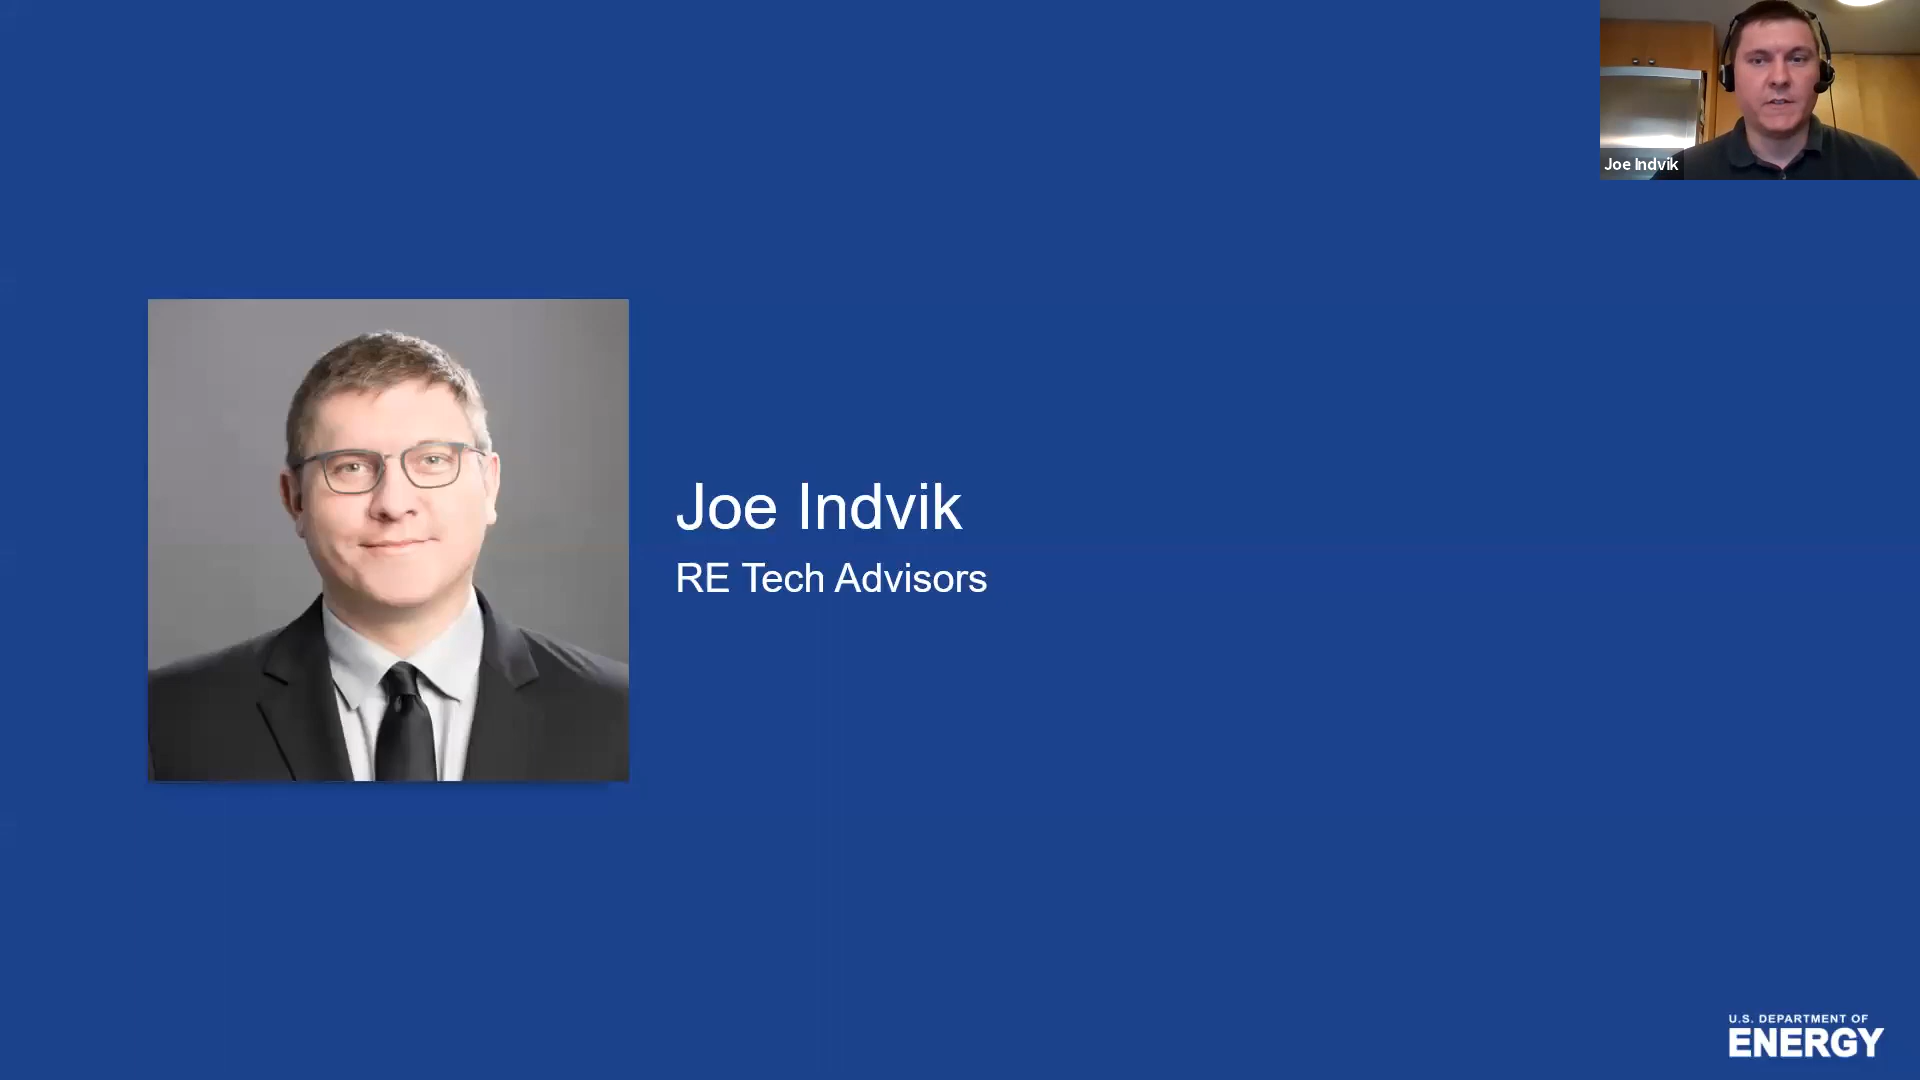 Joe Indvik
Joe Indvik
RE Tech Advisors
U.S. DEPARTMENT OF
ENERGY